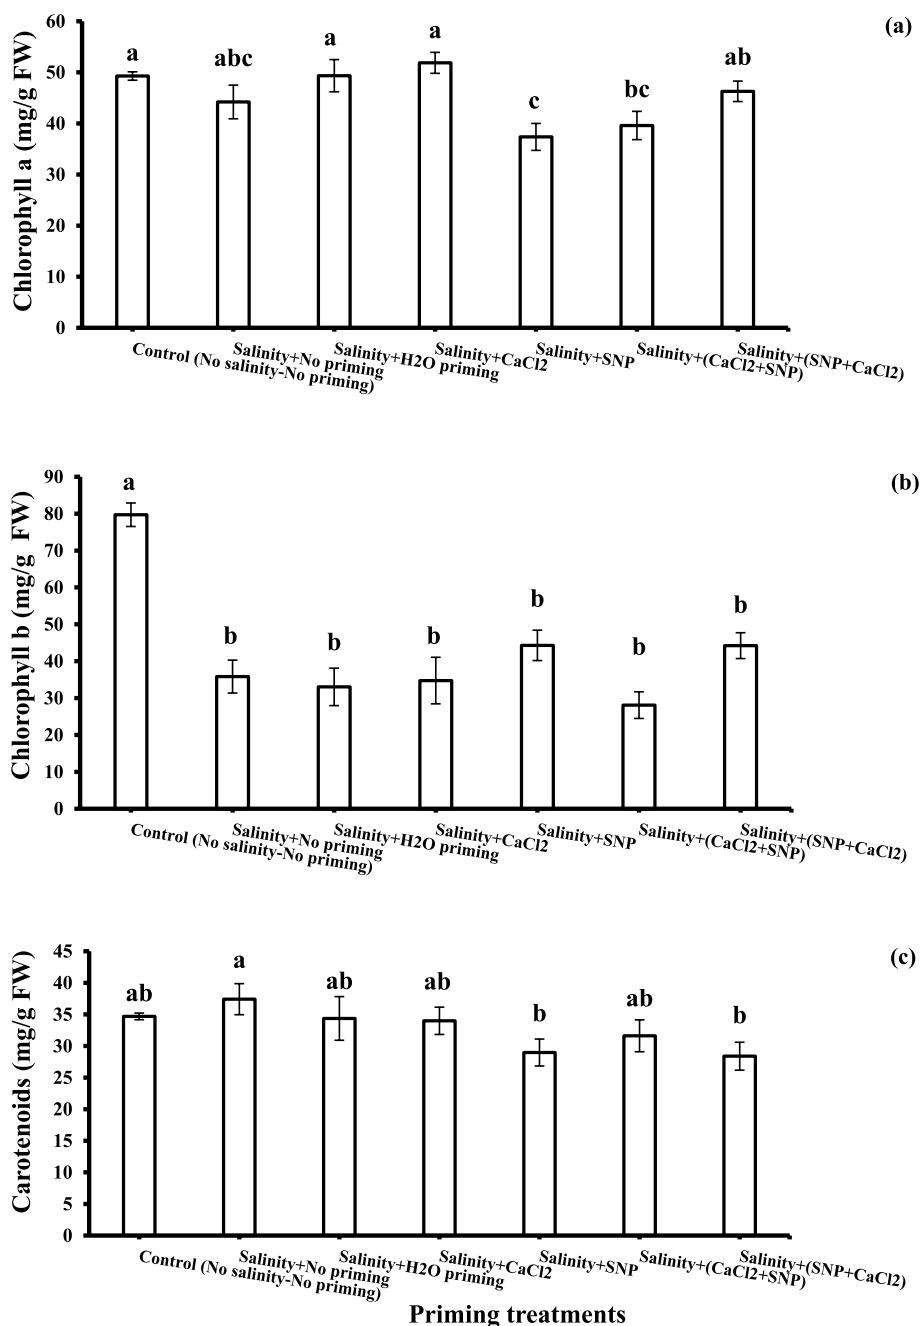 (a)
Chlorophyll a (mg/g FW)
60
50
40
30
20
10
0
a
abc
a
a
c
bc
ab
Control (No salinity-No priming)
Salinity+No priming
Salinity+H2O priming
Salinity+CaCl2
Salinity+SNP
Salinity+(CaCl2+SNP)
Salinity+(SNP+CaCl2)
(b)
Chlorophyll b (mg/g FW)
90
80
70
60
50
40
30
20
10
0
a
b
b
b
b
b
b
Control (No salinity-No priming)
Salinity+No priming
Salinity+H2O priming
Salinity+CaCl2
Salinity+SNP
Salinity+(CaCl2+SNP)
Salinity+(SNP+CaCl2)
(c)
Carotenoids (mg/g FW)
45
40
35
30
25
20
15
10
5
0
ab
a
ab
ab
b
ab
b
Control (No salinity-No priming)
Salinity+No priming
Salinity+H2O priming
Salinity+CaCl2
Salinity+SNP
Salinity+(CaCl2+SNP)
Salinity+(SNP+CaCl2)
Priming treatments